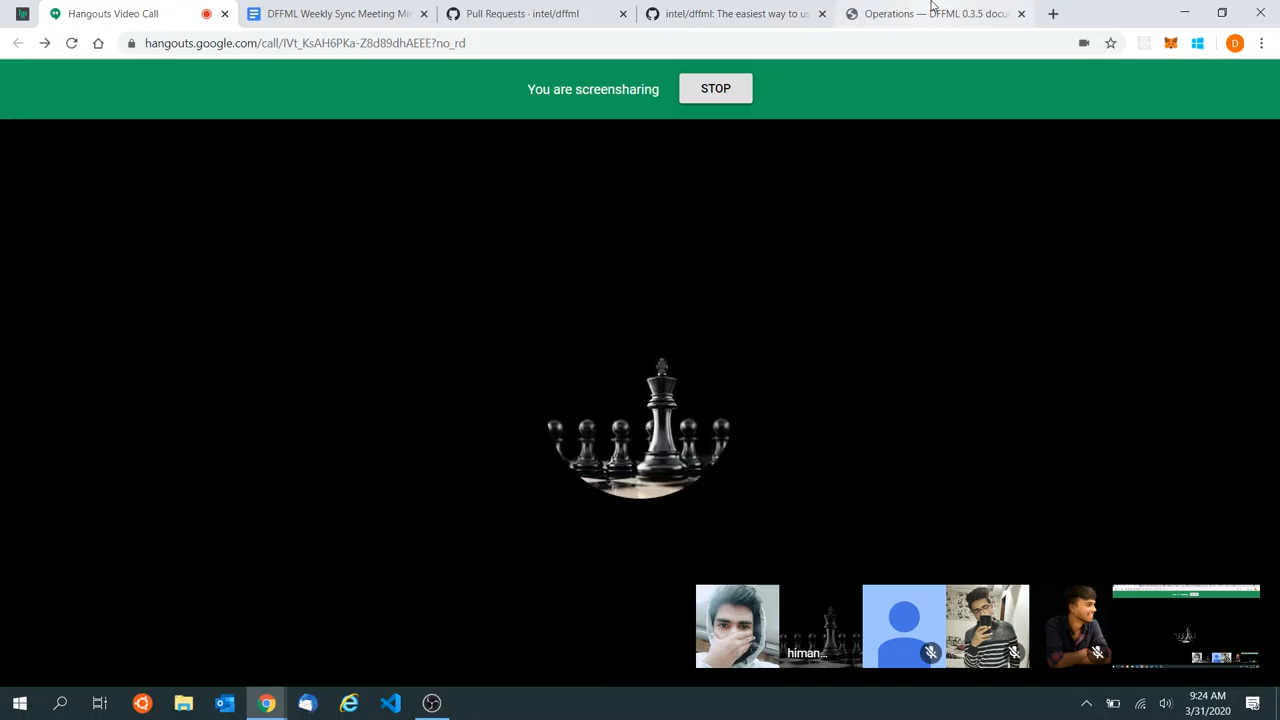 Hangouts Video Call
DFFML Weekly Sync Meeting Mi
Pull Requests · intel/dffml
intel/dffml: The easiest way to us
Operations — DFFML 0.3.5 docu
hangouts.google.com/call/IVt_KsAH6PKa-Z8d89dhAEEE?no_rd
D
You are screensharing
STOP
himan...
9:24 AM
3/31/2020